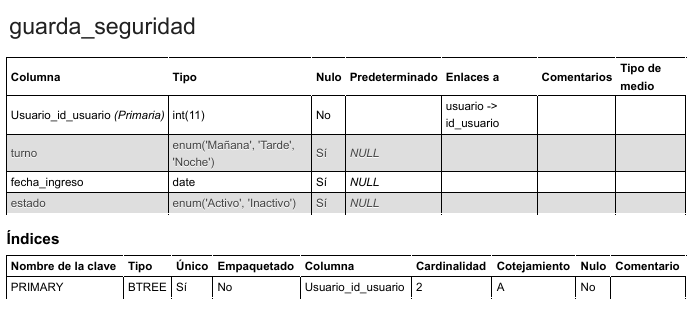 guarda_seguridad
Columna Tipo Nulo Predeterminado Enlaces a Comentarios Tipo de medio
Usuario_id_usuario (Primaria) int(11) No usuario -> id_usuario
turno enum('Mañana', 'Tarde', 'Noche') Sí NULL
fecha_ingreso date Sí NULL
estado enum('Activo', 'Inactivo') Sí NULL
Índices
Nombre de la clave Tipo Único Empaquetado Columna Cardinalidad Cotejamiento Nulo Comentario
PRIMARY BTREE Sí No Usuario_id_usuario 2 A No